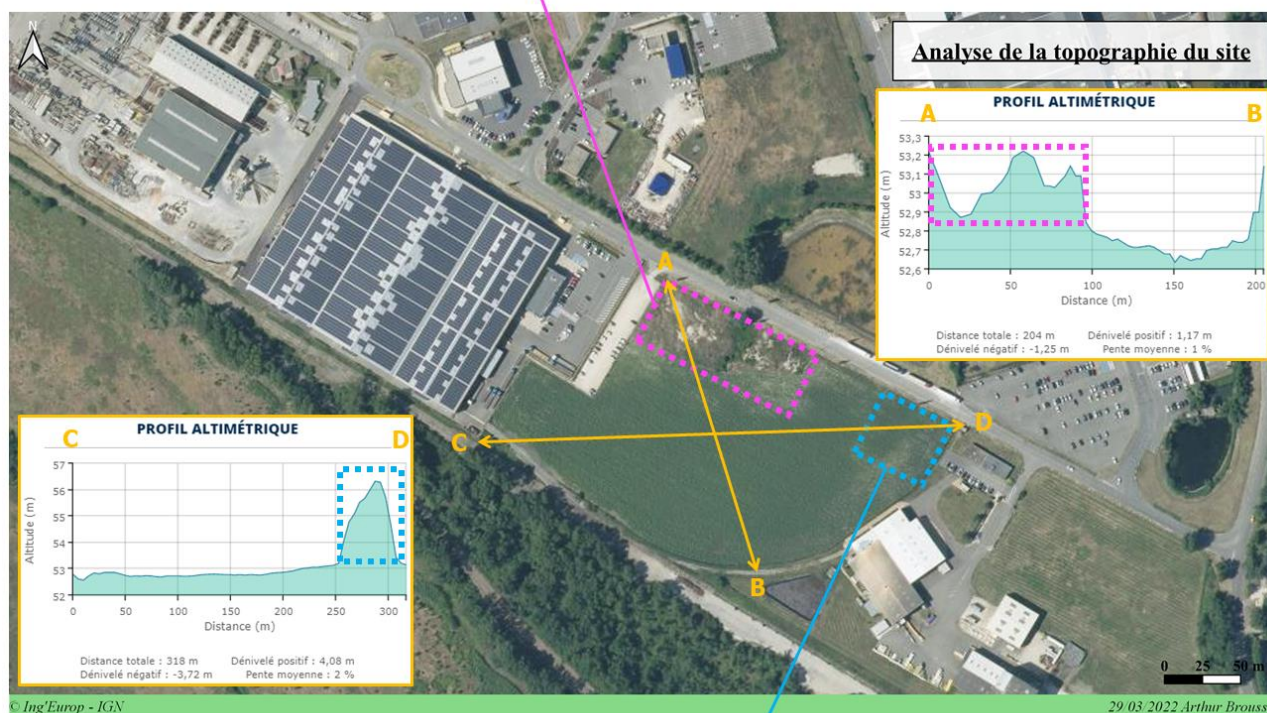 Analyse de la topographie du site
PROFIL ALTIMÉTRIQUE
A
B
53,3
53,2
53,1
53
52,9
52,8
52,7
52,6
Altitude (m)
0
50
100
150
200
Distance (m)
Distance totale : 204 m
Dénivelé positif : 1,17 m
Dénivelé négatif : -1,25 m
Pente moyenne : 1 %
A
C
D
B
PROFIL ALTIMÉTRIQUE
C
D
57
56
55
54
53
52
Altitude (m)
0
50
100
150
200
250
300
Distance (m)
Distance totale : 318 m
Dénivelé positif : 4,08 m
Dénivelé négatif : -3,72 m
Pente moyenne : 2 %
N
0 25 50 m
© Ing'Europ - IGN
29/03/2022 Arthur Brouss